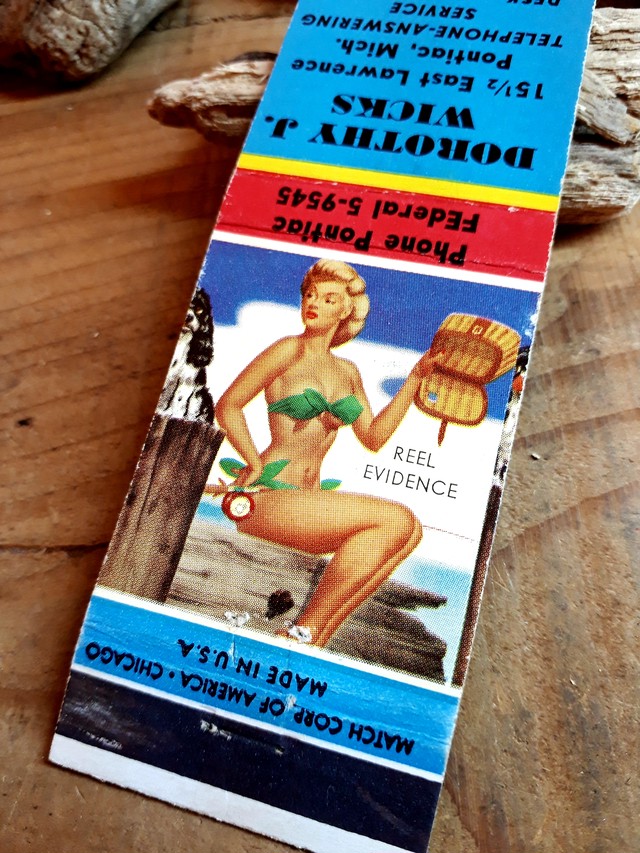 DOROTHY J.
WICKS
15½ East Lawrence
Pontiac, Mich.
TELEPHONE-ANSWERING
SERVICE
DESK
Phone Pontiac
FEderal 5-9545
REEL
EVIDENCE
MATCH CORP. OF AMERICA • CHICAGO
MADE IN U.S.A.